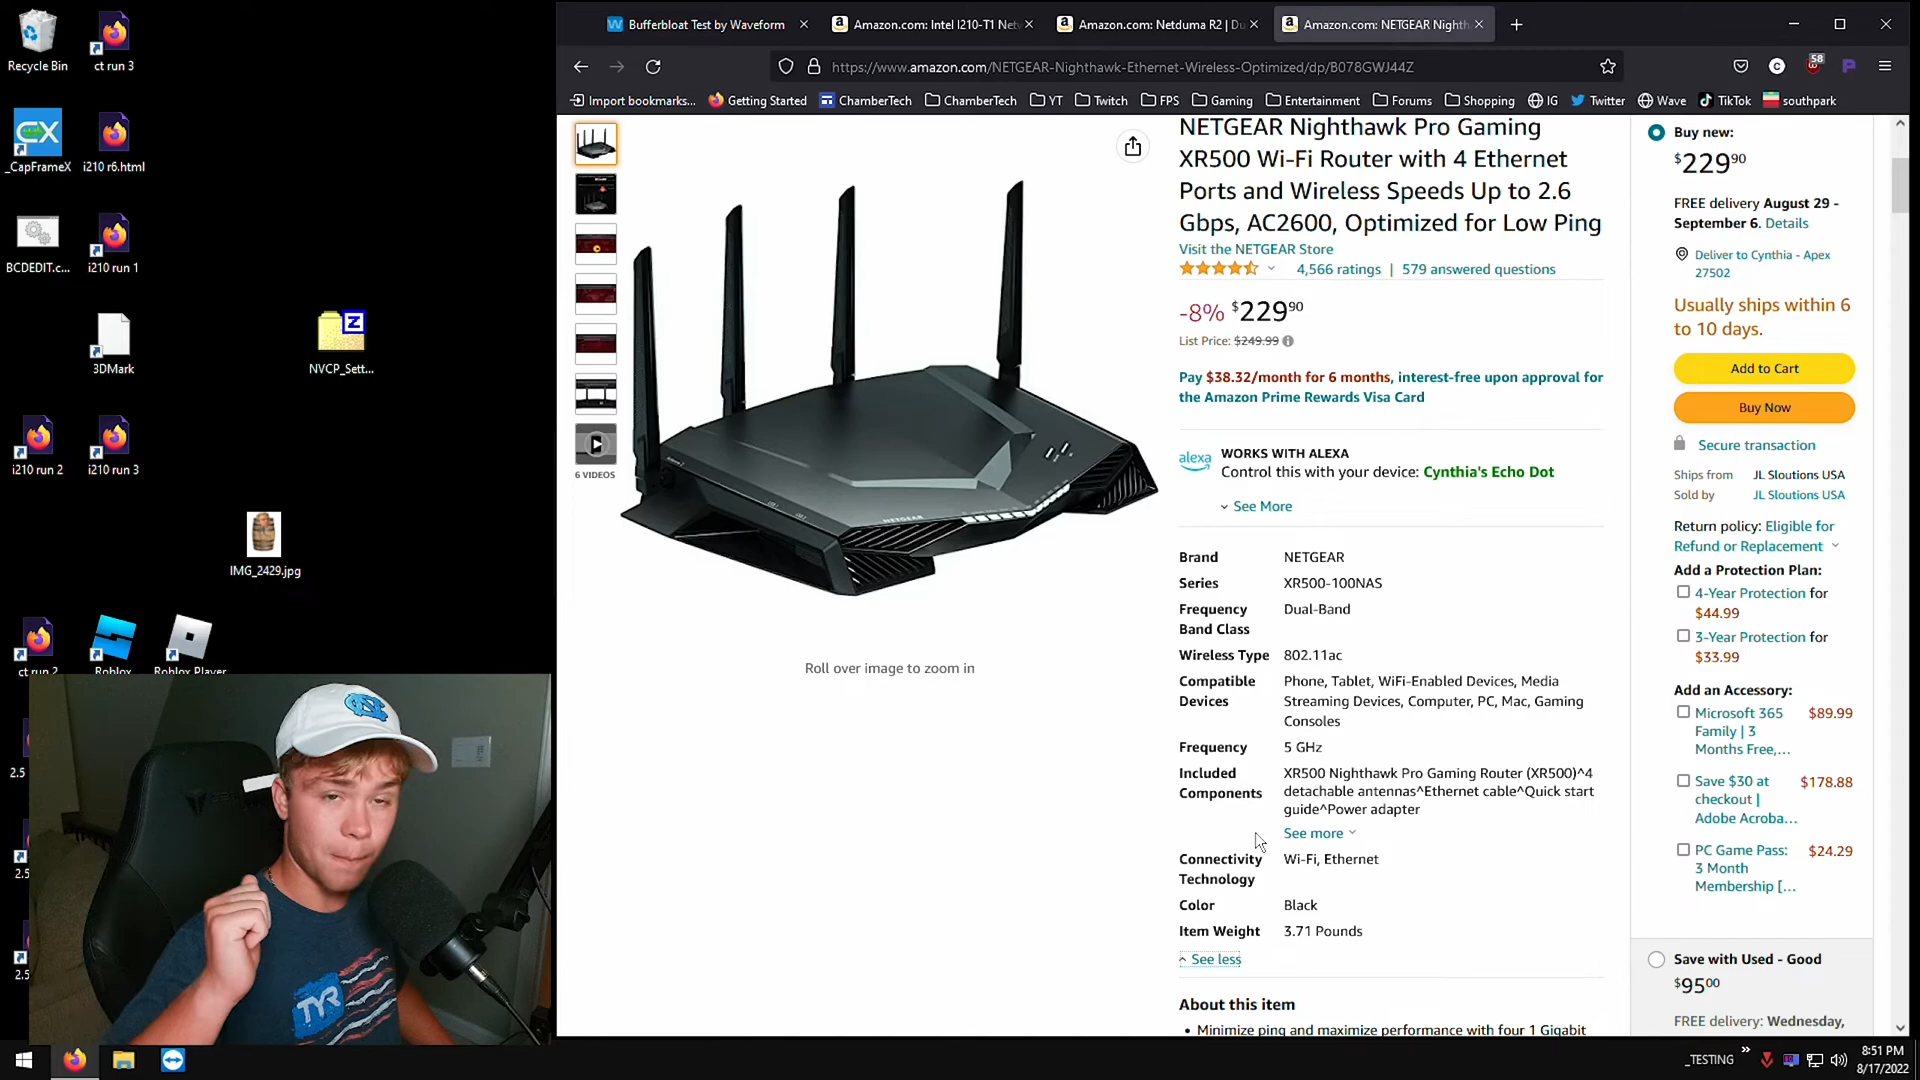 Bufferbloat Test by Waveform
Amazon.com: Intel I210-T1 Net
Amazon.com: Netduma R2 | Du
Amazon.com: NETGEAR Nighth
https://www.amazon.com/NETGEAR-Nighthawk-Ethernet-Wireless-Optimized/dp/B078GWJ44Z
58
Import bookmarks...
Getting Started
ChamberTech
ChamberTech
YT
Twitch
FPS
Gaming
Entertainment
Forums
Shopping
IG
Twitter
Wave
TikTok
southpark
Recycle Bin
ct run 3
CX
_CapFrameX
i210 r6.html
BCDEDIT.c...
i210 run 1
3DMark
Z
NVCP_Sett...
i210 run 2
i210 run 3
IMG_2429.jpg
ct run 2
Roblox
Roblox Player
2.5
2.5
2.5
TYR
6 VIDEOS
NETGEAR
Roll over image to zoom in
NETGEAR Nighthawk Pro Gaming
XR500 Wi-Fi Router with 4 Ethernet
Ports and Wireless Speeds Up to 2.6
Gbps, AC2600, Optimized for Low Ping
Visit the NETGEAR Store
4,566 ratings | 579 answered questions
-8% $229 90
List Price: $249.99
Pay $38.32/month for 6 months, interest-free upon approval for
the Amazon Prime Rewards Visa Card
alexa
WORKS WITH ALEXA
Control this with your device: Cynthia's Echo Dot
See More
Brand NETGEAR
Series XR500-100NAS
Frequency Dual-Band
Band Class
Wireless Type 802.11ac
Compatible Phone, Tablet, WiFi-Enabled Devices, Media
Devices Streaming Devices, Computer, PC, Mac, Gaming
Consoles
Frequency 5 GHz
Included XR500 Nighthawk Pro Gaming Router (XR500)^4
Components detachable antennas^Ethernet cable^Quick start
guide^Power adapter
See more
Connectivity Wi-Fi, Ethernet
Technology
Color Black
Item Weight 3.71 Pounds
See less
About this item
• Minimize ping and maximize performance with four 1 Gigabit
Buy new:
$229 90
FREE delivery August 29 -
September 6. Details
Deliver to Cynthia - Apex
27502
Usually ships within 6
to 10 days.
Add to Cart
Buy Now
Secure transaction
Ships from JL Sloutions USA
Sold by JL Sloutions USA
Return policy: Eligible for
Refund or Replacement
Add a Protection Plan:
4-Year Protection for
$44.99
3-Year Protection for
$33.99
Add an Accessory:
Microsoft 365 $89.99
Family | 3
Months Free,...
Save $30 at $178.88
checkout |
Adobe Acroba...
PC Game Pass: $24.29
3 Month
Membership [...
Save with Used - Good
$95 00
FREE delivery: Wednesday,
_TESTING
8:51 PM
8/17/2022